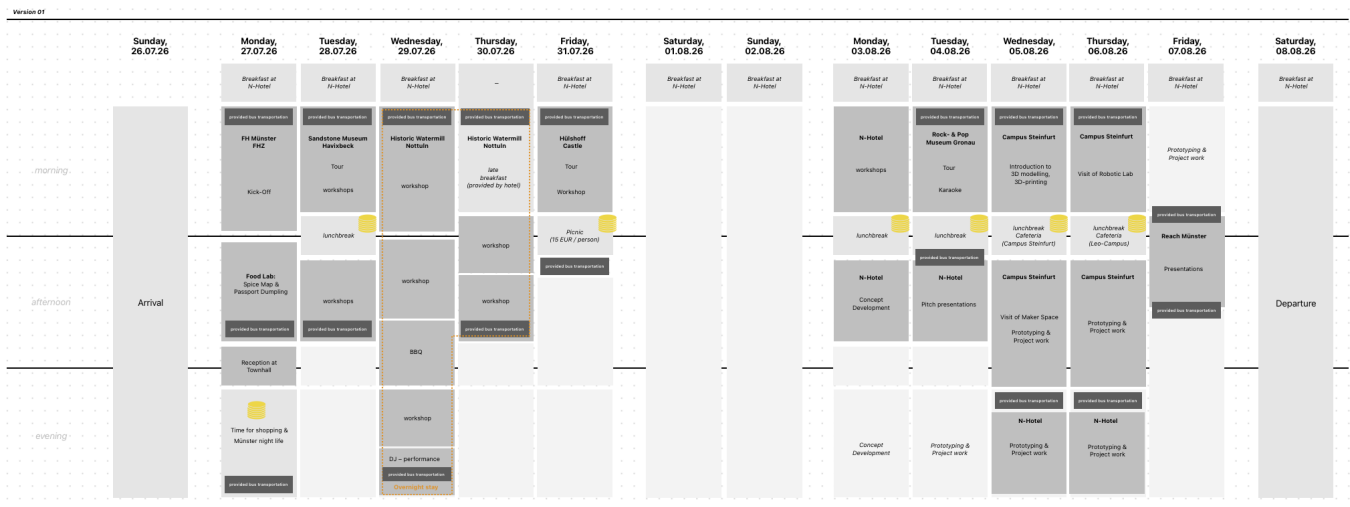 Version 01
Sunday,
26.07.26
Monday,
27.07.26
Tuesday,
28.07.26
Wednesday,
29.07.26
Thursday,
30.07.26
Friday,
31.07.26
Saturday,
01.08.26
Sunday,
02.08.26
Monday,
03.08.26
Tuesday,
04.08.26
Wednesday,
05.08.26
Thursday,
06.08.26
Friday,
07.08.26
Saturday,
08.08.26
morning
afternoon
evening
Arrival
Breakfast at
N-Hotel
provided bus transportation
FH Münster
FHZ
Kick-Off
Food Lab:
Spice Map &
Passport Dumpling
provided bus transportation
Reception at
Townhall
Time for shopping &
Münster night life
provided bus transportation
Breakfast at
N-Hotel
provided bus transportation
Sandstone Museum
Havixbeck
Tour
workshops
lunchbreak
workshops
provided bus transportation
Breakfast at
N-Hotel
provided bus transportation
Historic Watermill
Nottuln
workshop
workshop
BBQ
workshop
DJ – performance
provided bus transportation
Overnight stay
–
provided bus transportation
Historic Watermill
Nottuln
late
breakfast
(provided by hotel)
workshop
workshop
provided bus transportation
Breakfast at
N-Hotel
provided bus transportation
Hülshoff
Castle
Tour
Workshop
Picnic
(15 EUR / person)
provided bus transportation
Breakfast at
N-Hotel
Breakfast at
N-Hotel
Breakfast at
N-Hotel
N-Hotel
workshops
lunchbreak
N-Hotel
Concept
Development
Concept
Development
Breakfast at
N-Hotel
provided bus transportation
Rock- & Pop
Museum Gronau
Tour
Karaoke
lunchbreak
provided bus transportation
N-Hotel
Pitch presentations
Prototyping &
Project work
Breakfast at
N-Hotel
provided bus transportation
Campus Steinfurt
Introduction to
3D modelling,
3D-printing
lunchbreak
Cafeteria
(Campus Steinfurt)
Campus Steinfurt
Visit of Maker Space
Prototyping &
Project work
provided bus transportation
N-Hotel
Prototyping &
Project work
Breakfast at
N-Hotel
provided bus transportation
Campus Steinfurt
Visit of Robotic Lab
lunchbreak
Cafeteria
(Leo-Campus)
Campus Steinfurt
Prototyping &
Project work
provided bus transportation
N-Hotel
Prototyping &
Project work
Breakfast at
N-Hotel
Prototyping &
Project work
provided bus transportation
Reach Münster
Presentations
provided bus transportation
Breakfast at
N-Hotel
Departure